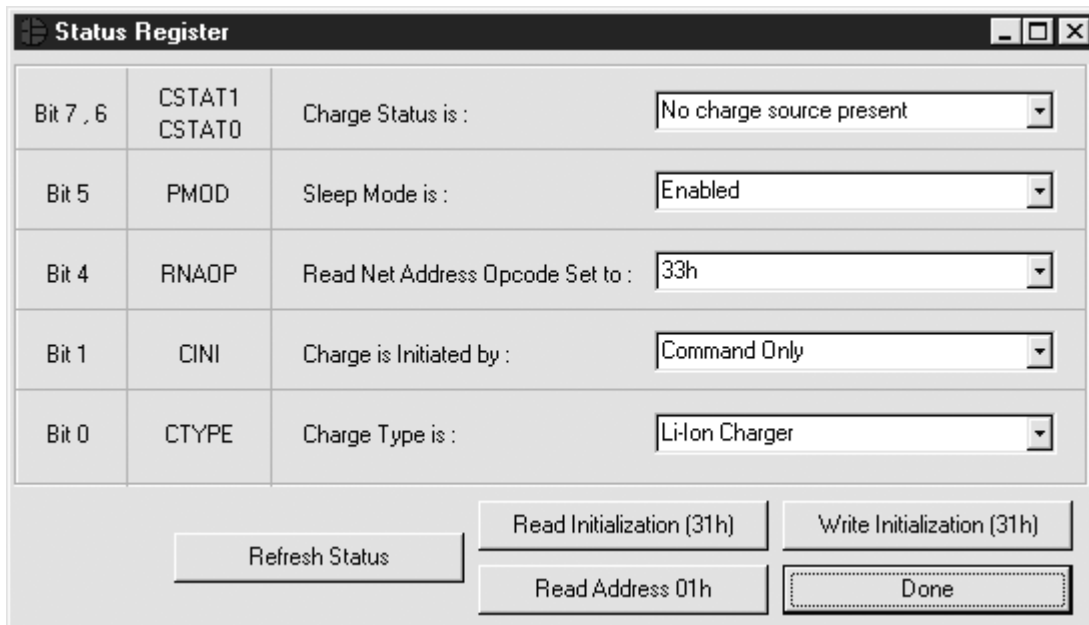 Status Register
Bit 7 , 6
CSTAT1
CSTAT0
Charge Status is :
No charge source present
Bit 5
PMOD
Sleep Mode is :
Enabled
Bit 4
RNAOP
Read Net Address Opcode Set to :
33h
Bit 1
CINI
Charge is Initiated by :
Command Only
Bit 0
CTYPE
Charge Type is :
Li-Ion Charger
Refresh Status
Read Initialization (31h)
Write Initialization (31h)
Read Address 01h
Done